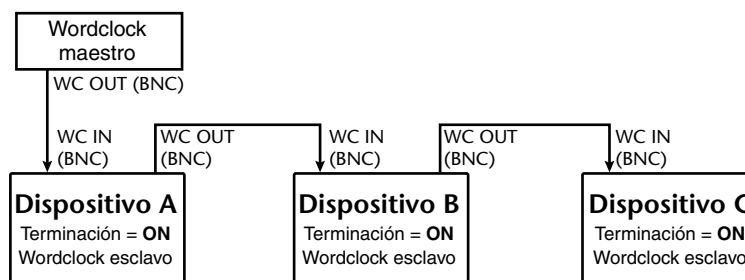 Wordclock
maestro
WC OUT (BNC)
WC IN
(BNC)
WC OUT
(BNC)
WC IN
(BNC)
WC OUT
(BNC)
WC IN
(BNC)
Dispositivo A
Terminación = ON
Wordclock esclavo
Dispositivo B
Terminación = ON
Wordclock esclavo
Dispositivo C
Terminación = ON
Wordclock esclavo